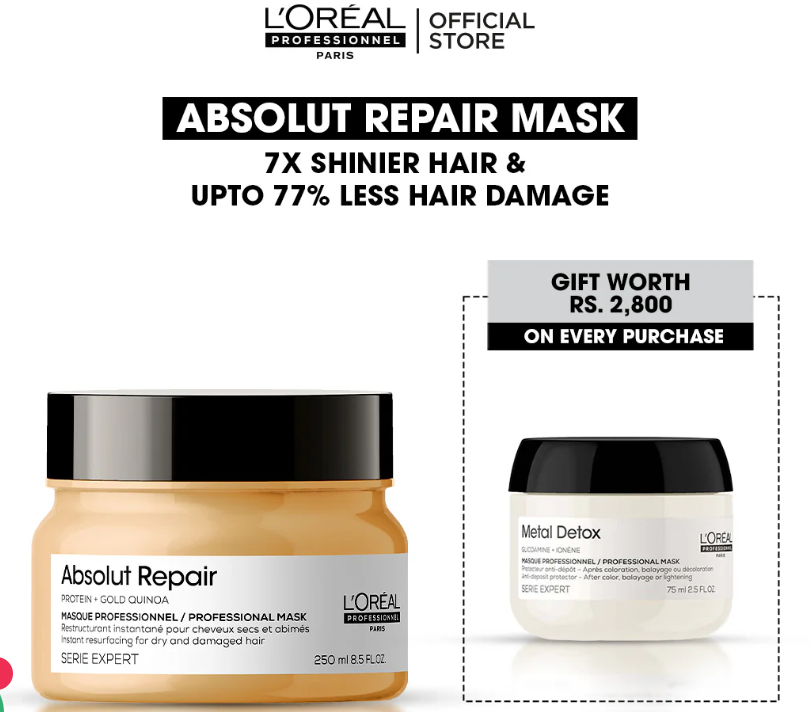 L'ORÉAL
PROFESSIONNEL
PARIS
OFFICIAL
STORE
ABSOLUT REPAIR MASK
7X SHINIER HAIR &
UPTO 77% LESS HAIR DAMAGE
GIFT WORTH
RS. 2,800
ON EVERY PURCHASE
Absolut Repair
PROTEIN + GOLD QUINOA
MASQUE PROFESSIONNEL / PROFESSIONAL MASK
Restructurant instantané pour cheveux secs et abîmés
Instant resurfacing for dry and damaged hair
SERIE EXPERT
250 ml 8.5 FL.OZ.
L'ORÉAL
PROFESSIONNEL
PARIS
Metal Detox
GLICOAMINE + IONÈNE
MASQUE PROFESSIONNEL / PROFESSIONAL MASK
Protecteur anti-dépôt - Après coloration, balayage ou décoloration
Anti-deposit protector - After color, balayage or lightening
SERIE EXPERT
75 ml 2.5 FL.OZ.
L'ORÉAL
PROFESSIONNEL
PARIS